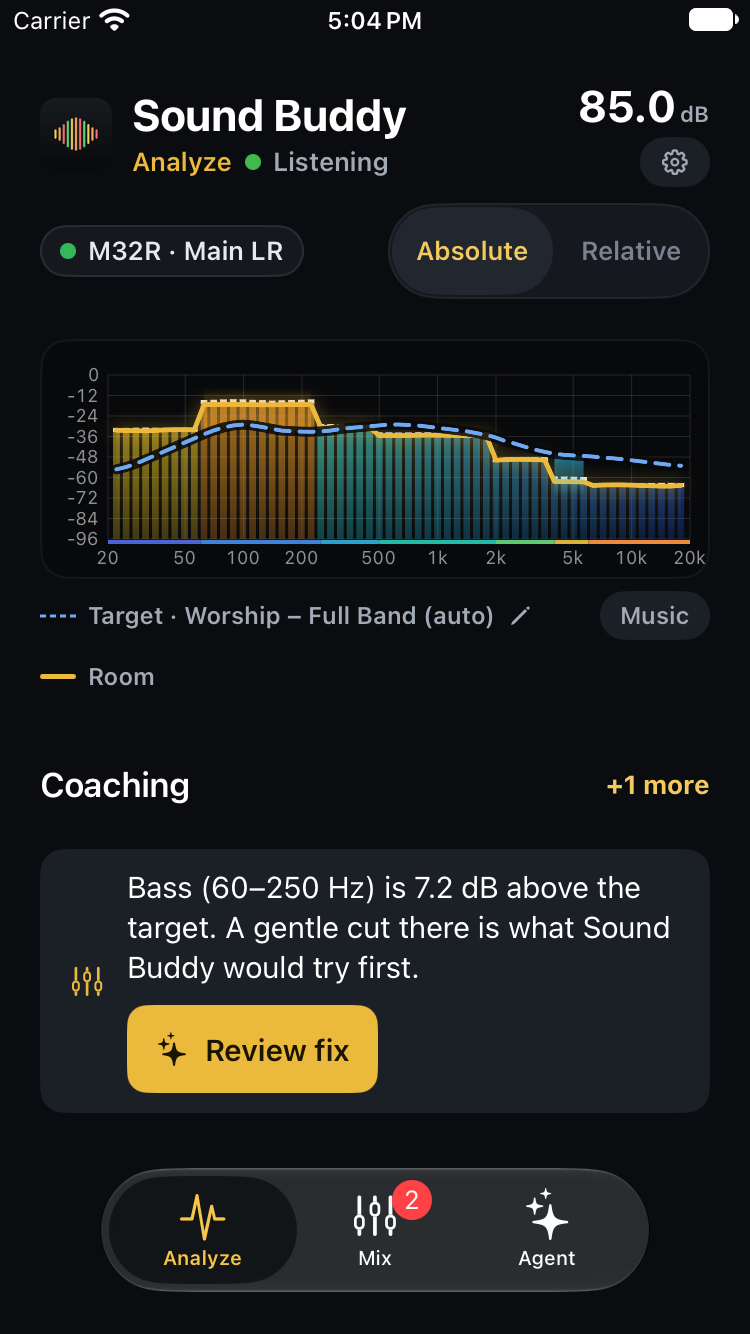 Carrier 5:04 PM
Sound Buddy
85.0 dB
Analyze Listening
M32R · Main LR
Absolute Relative
0
-12
-24
-36
-48
-60
-72
-84
-96
20 50 100 200 500 1k 2k 5k 10k 20k
Target · Worship – Full Band (auto)
Music
Room
Coaching
+1 more
Bass (60–250 Hz) is 7.2 dB above the
target. A gentle cut there is what Sound
Buddy would try first.
Review fix
2
Analyze Mix Agent